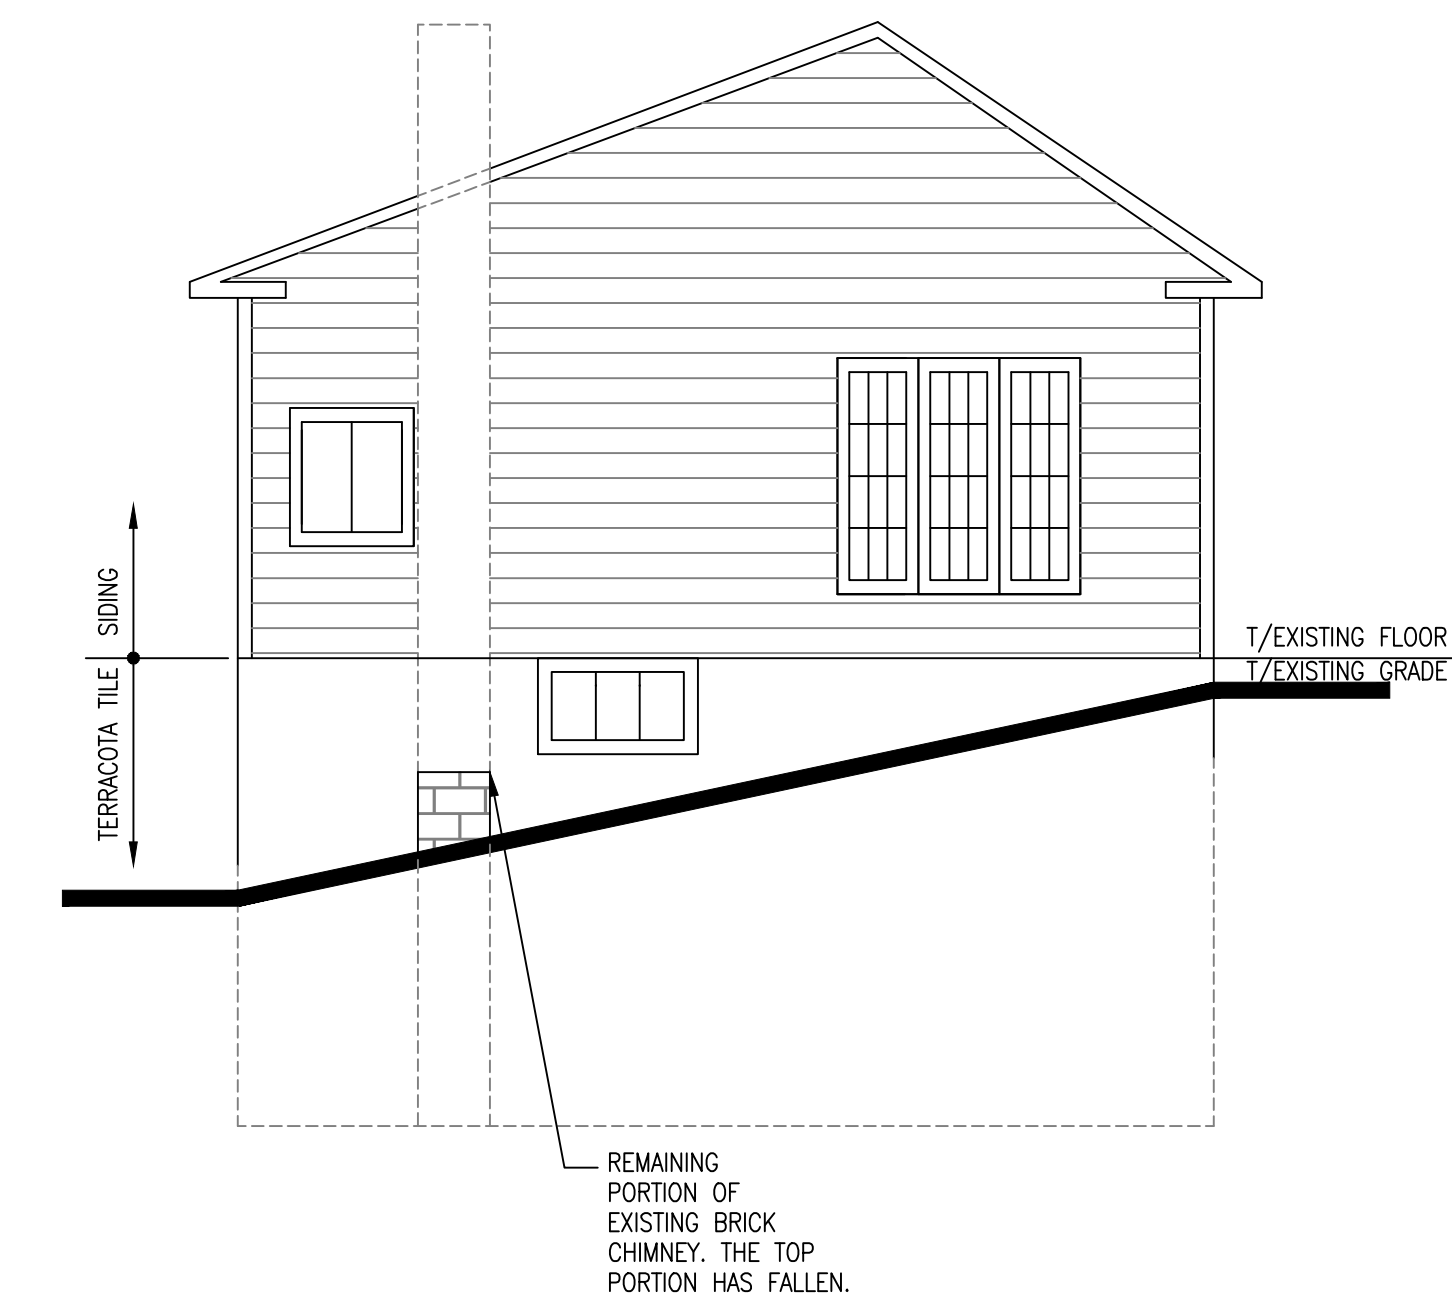 SIDING
TERRACOTA TILE
T/EXISTING FLOOR
T/EXISTING GRADE
REMAINING
PORTION OF
EXISTING BRICK
CHIMNEY. THE TOP
PORTION HAS FALLEN.